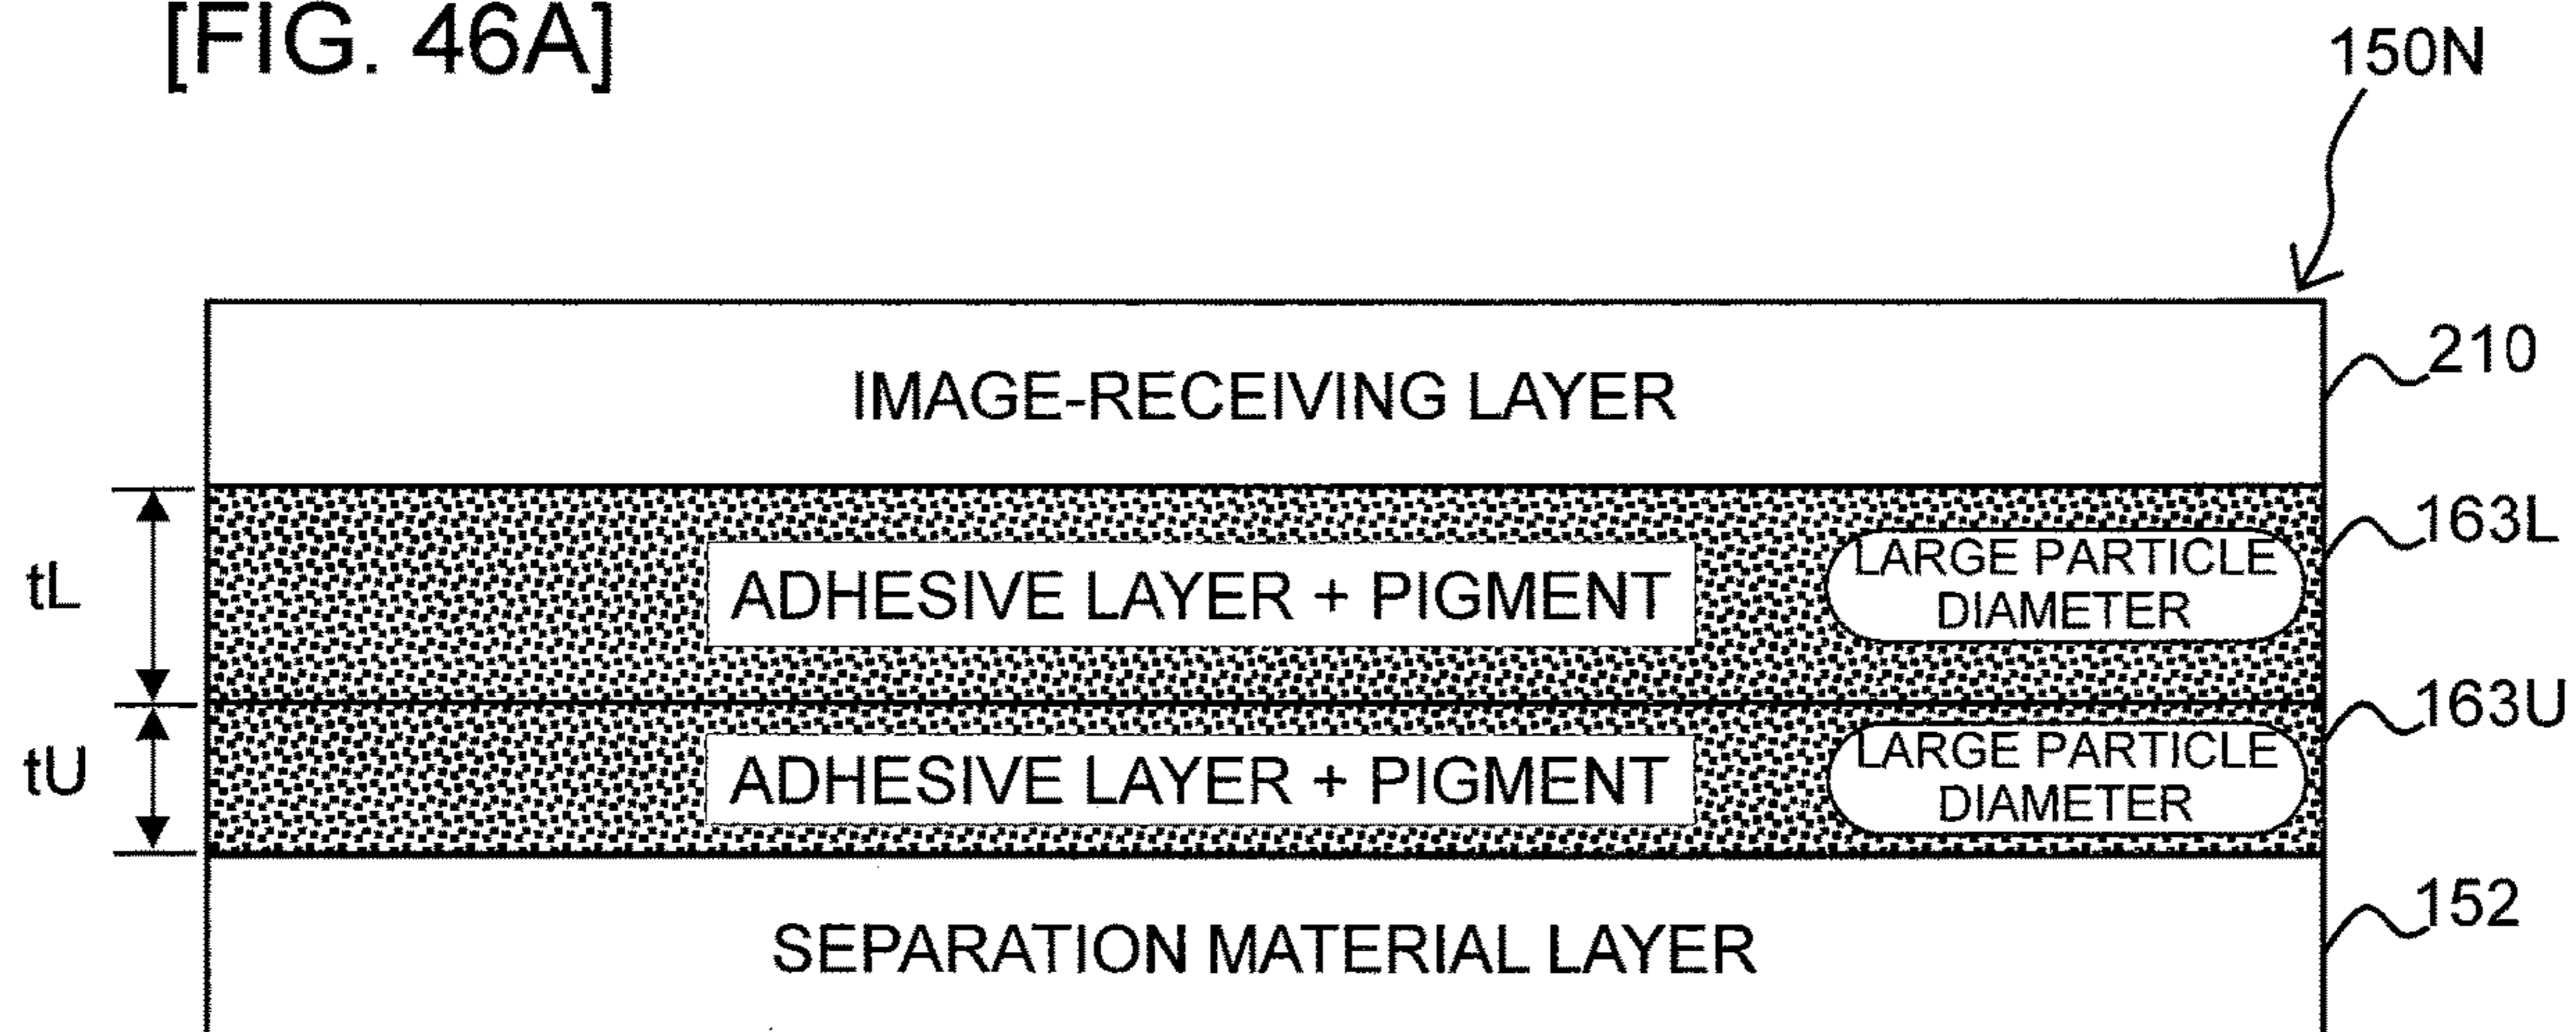 [FIG. 46A]
150N
210
IMAGE-RECEIVING LAYER
163L
tL
ADHESIVE LAYER + PIGMENT
LARGE PARTICLE
DIAMETER
163U
tU
ADHESIVE LAYER + PIGMENT
LARGE PARTICLE
DIAMETER
152
SEPARATION MATERIAL LAYER